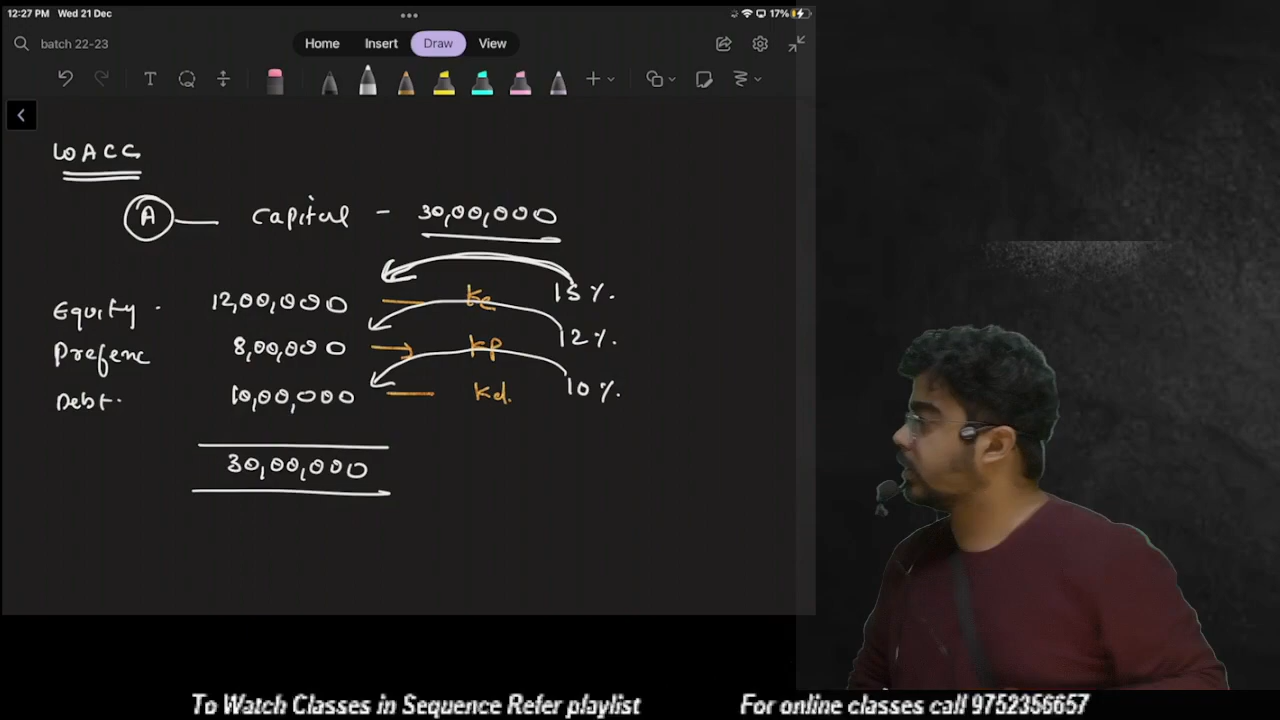 12:27 PM Wed 21 Dec
17%
batch 22-23
Home Insert Draw View
WACC
A — Capital - 30,00,000
Equity - 12,00,000 — Ke 15%.
Prefenc 8,00,000 → Kp 12%.
Debt. 10,00,000 — Kd. 10%.
30,00,000
To Watch Classes in Sequence Refer playlist
For online classes call 9752356657